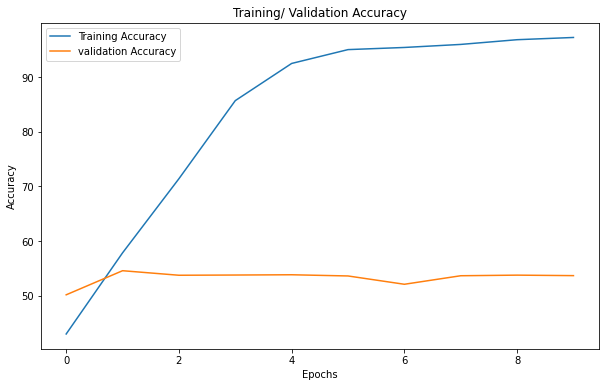 Training/ Validation Accuracy
Training Accuracy
validation Accuracy
90
80
70
60
50
Accuracy
0 2 4 6 8
Epochs